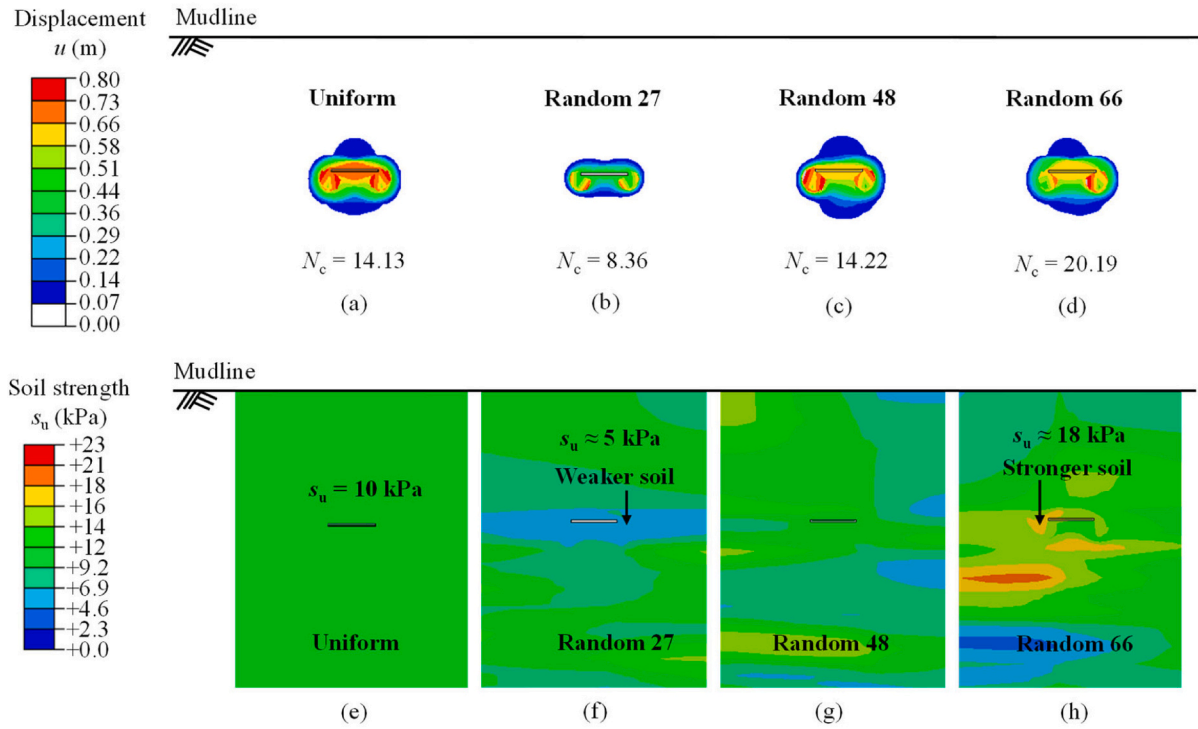 Displacement
u (m)
0.80
0.73
0.66
0.58
0.51
0.44
0.36
0.29
0.22
0.14
0.07
0.00
Mudline
Uniform
Random 27
Random 48
Random 66
Nc = 14.13
Nc = 8.36
Nc = 14.22
Nc = 20.19
(a)
(b)
(c)
(d)
Soil strength
su (kPa)
+23
+21
+18
+16
+14
+12
+9.2
+6.9
+4.6
+2.3
+0.0
Mudline
su = 10 kPa
Uniform
su ≈ 5 kPa
Weaker soil
Random 27
Random 48
su ≈ 18 kPa
Stronger soil
Random 66
(e)
(f)
(g)
(h)